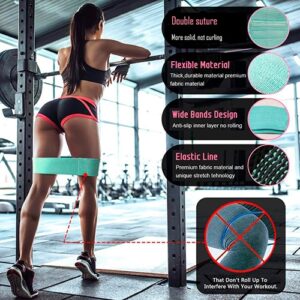 Double suture
More solid, not curling
Flexible Material
Thick,durable material premium
fabric material
Wide Bands Design
Anti-slip inner layer no rolling
Elastic Line
Premium fabric material and
unique stretch tehnology
That Don't Roll Up To
Interfere With Your Workout.